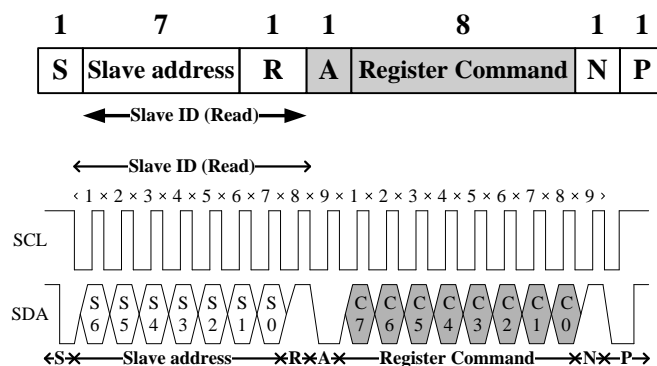 1 7 1 1 8 1 1
S Slave address R A Register Command N P
Slave ID (Read)
Slave ID (Read)
1 2 3 4 5 6 7 8 9 1 2 3 4 5 6 7 8 9
SCL
SDA S6 S5 S4 S3 S2 S1 S0 C7 C6 C5 C4 C3 C2 C1 C0
S Slave address R A Register Command N P